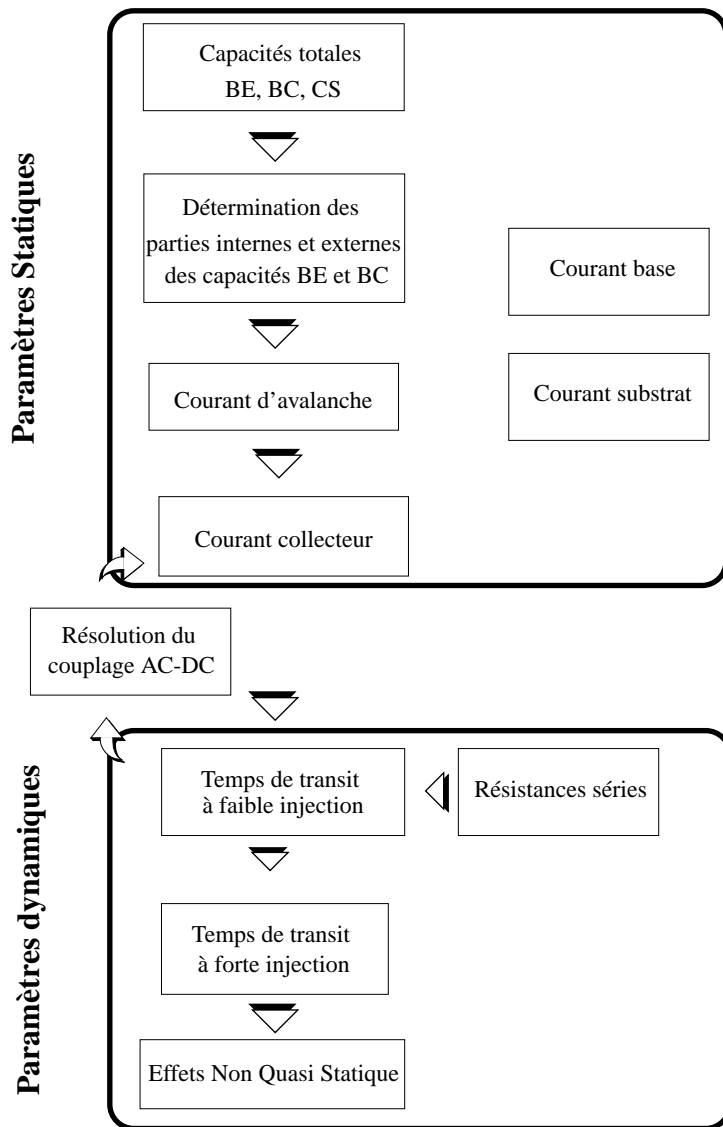 Paramètres Statiques
Capacités totales
BE, BC, CS
Détermination des
parties internes et externes
des capacités BE et BC
Courant d’avalanche
Courant collecteur
Courant base
Courant substrat
Résolution du
couplage AC-DC
Paramètres dynamiques
Temps de transit
à faible injection
Résistances séries
Temps de transit
à forte injection
Effets Non Quasi Statique